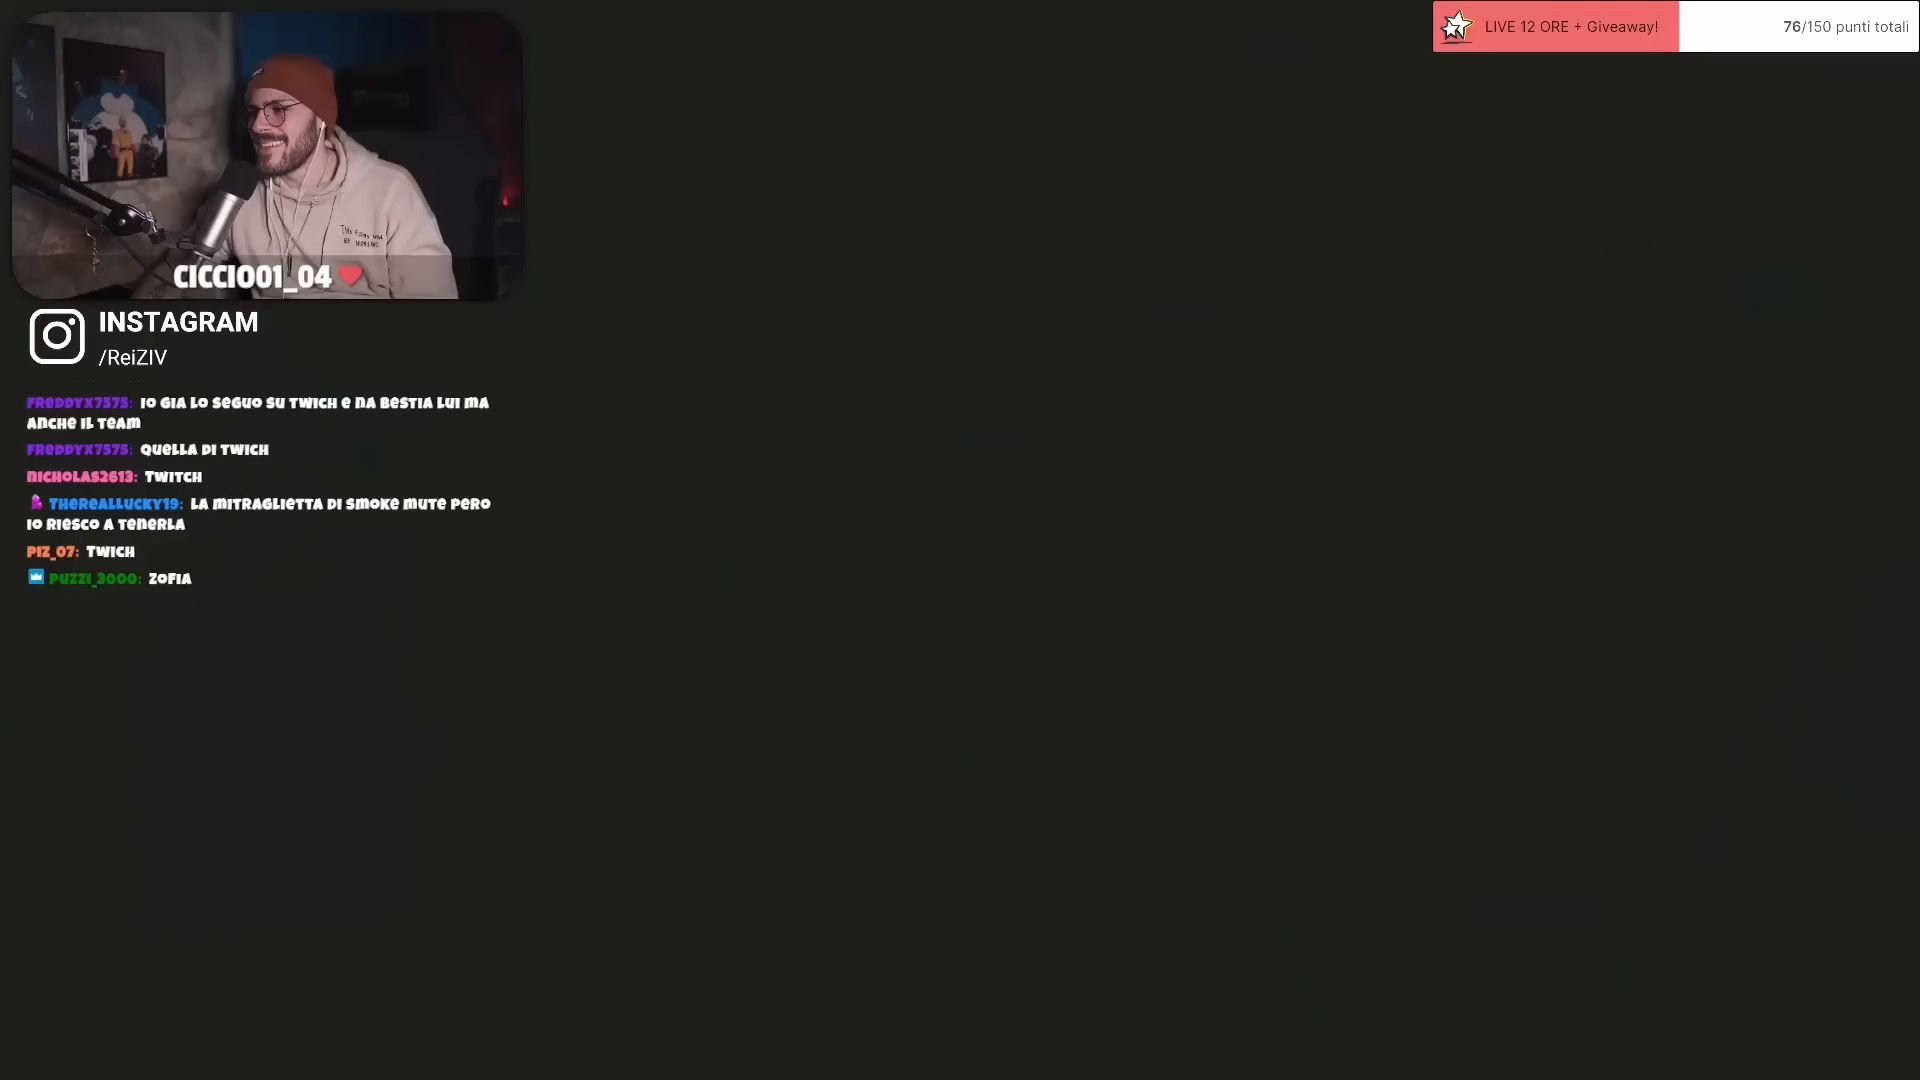 LIVE 12 ORE + Giveaway!
76/150 punti totali
CICCIO01_04
INSTAGRAM
/ReiZIV
FREDDYX7575: IO GIA LO SEGUO SU TWICH E NA BESTIA LUI MA
ANCHE IL TEAM
FREDDYX7575: QUELLA DI TWICH
NICHOLAS2613: TWITCH
THEREALLUCKY19: LA MITRAGLIETTA DI SMOKE MUTE PERO
IO RIESCO A TENERLA
PIZ_07: TWICH
PUZZI_3000: ZOFIA